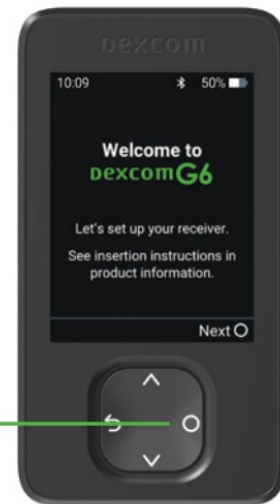 Dexcom
10:09 50%
Welcome to
Dexcom G6
Let's set up your receiver.
See insertion instructions in
product information.
Next